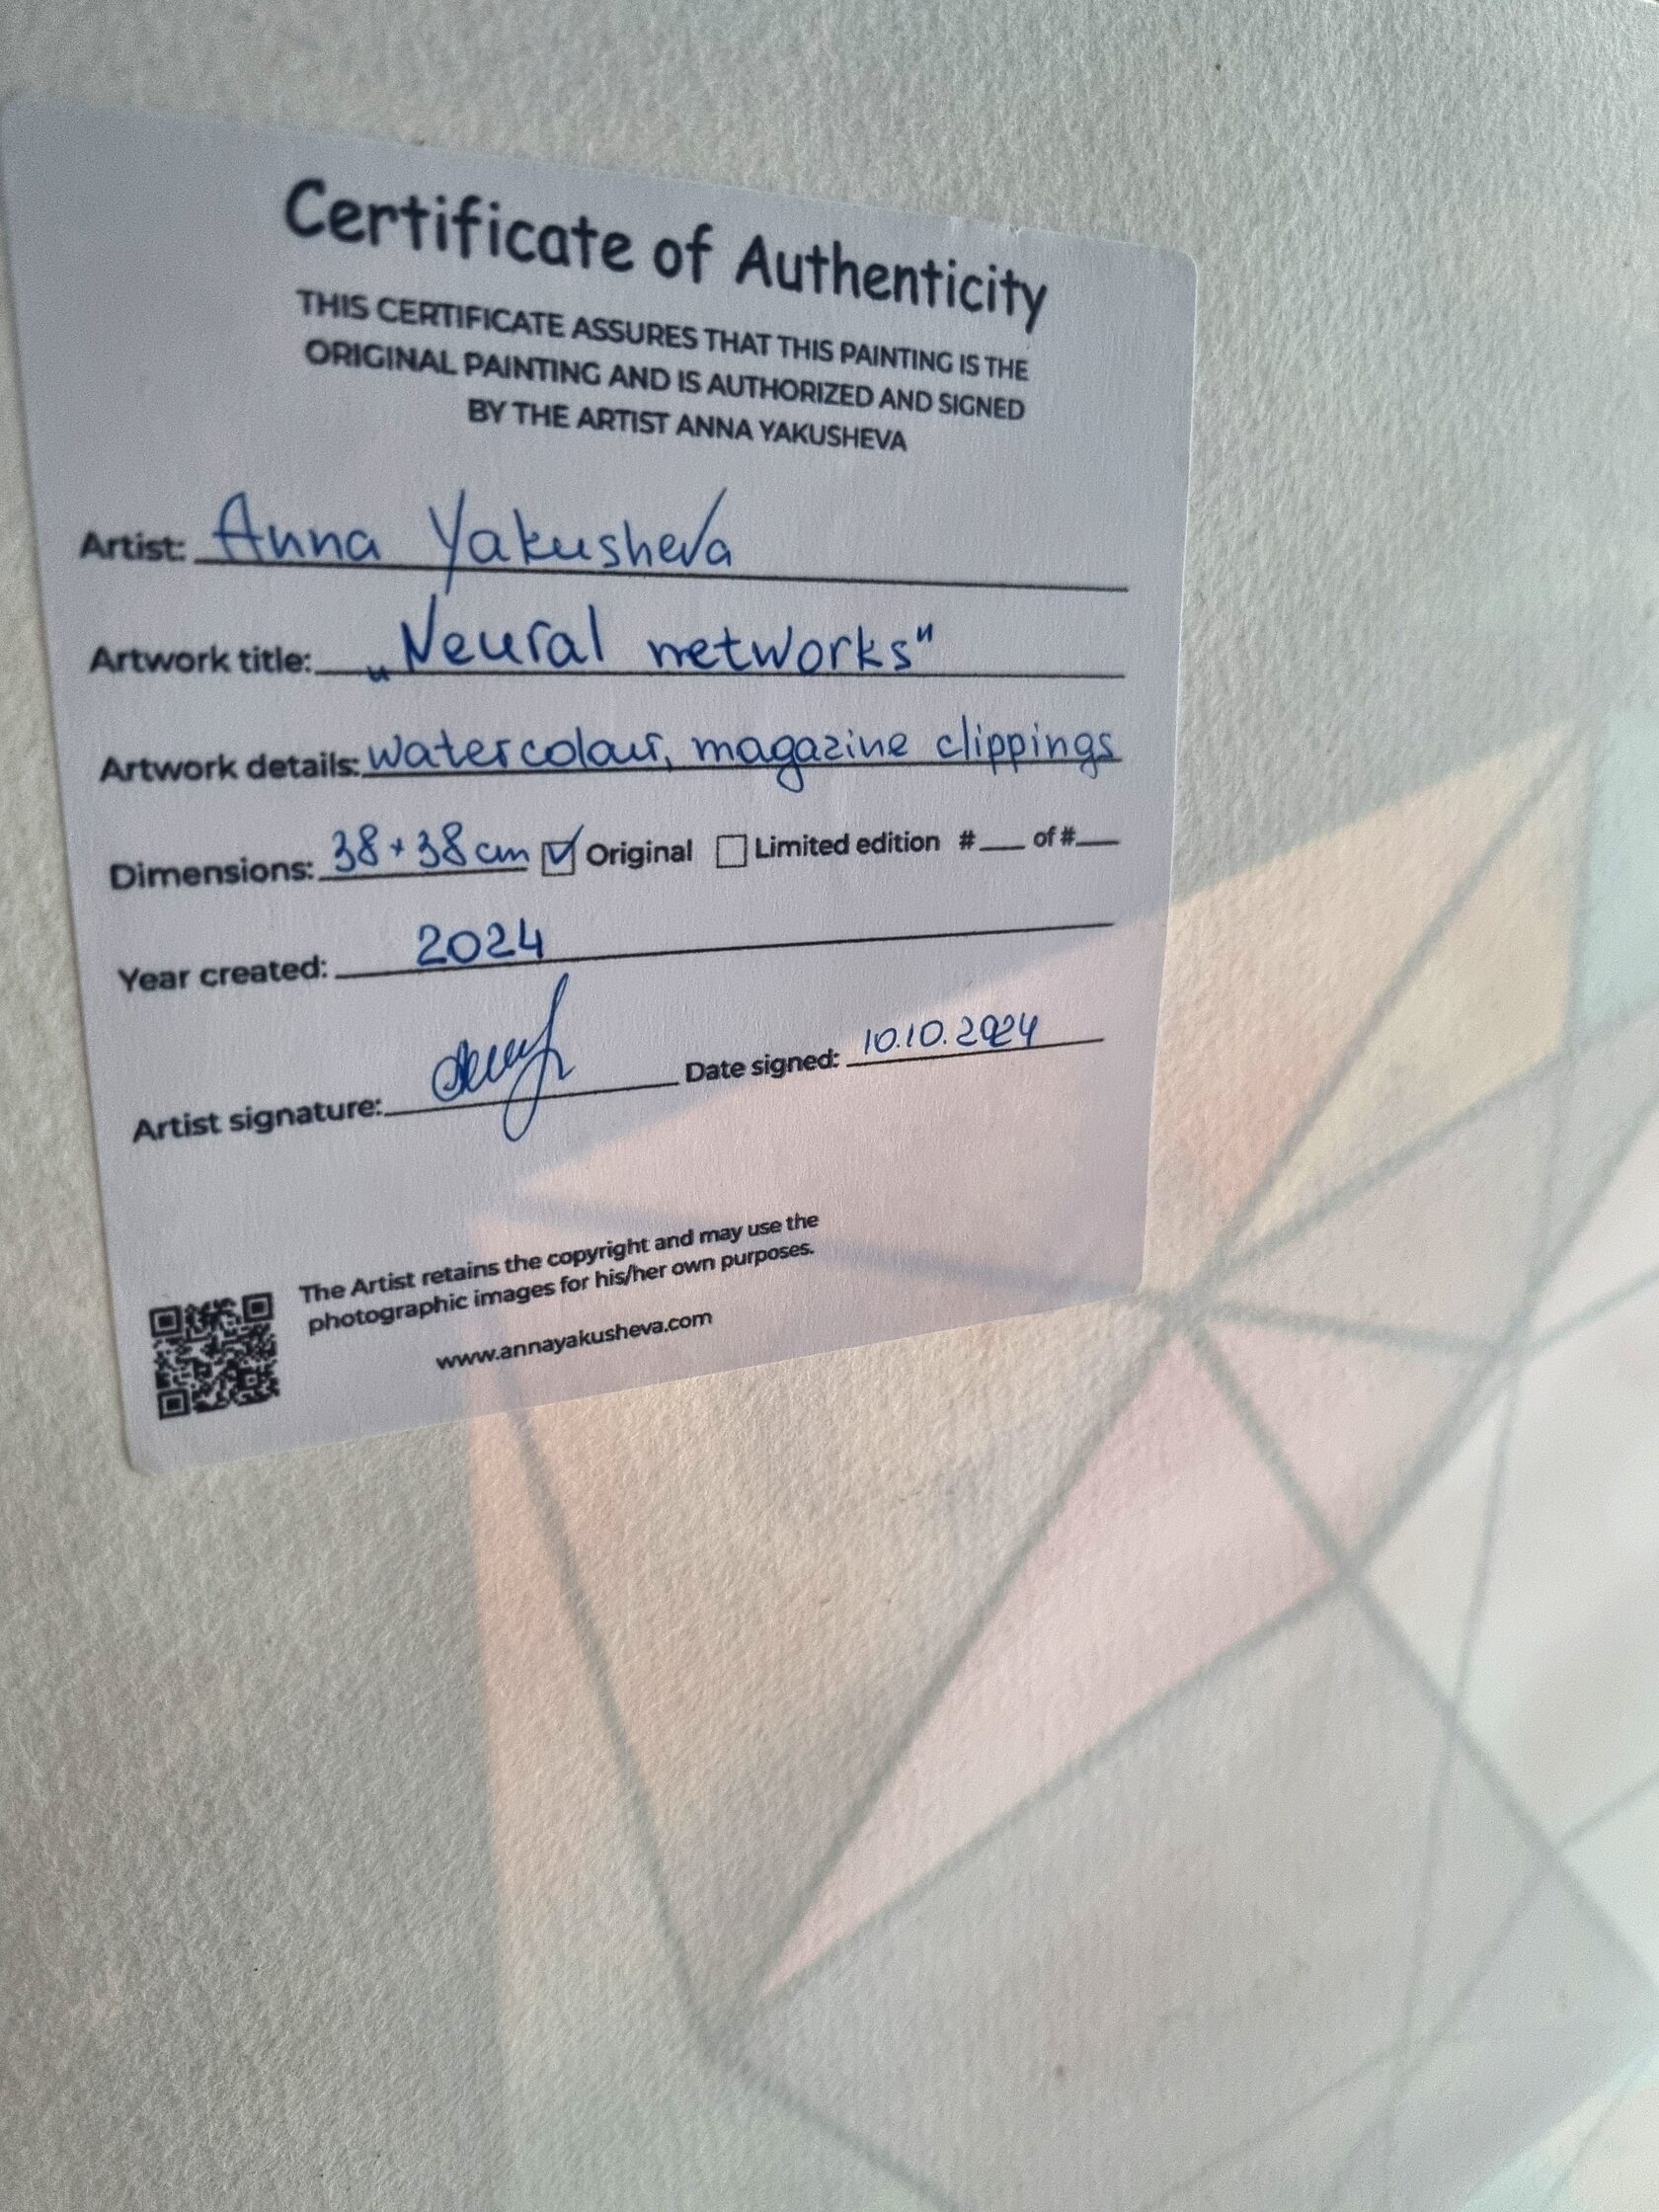 Certificate of Authenticity
THIS CERTIFICATE ASSURES THAT THIS PAINTING IS THE
ORIGINAL PAINTING AND IS AUTHORIZED AND SIGNED
BY THE ARTIST ANNA YAKUSHEVA
Artist: Anna Yakusheva
Artwork title: „Neural networks"
Artwork details: watercolour, magazine clippings
Dimensions: 38 × 38 cm ☑ Original ☐ Limited edition #___ of #___
Year created: 2024
Artist signature: Date signed: 10.10.2024
The Artist retains the copyright and may use the
photographic images for his/her own purposes.
www.annayakusheva.com